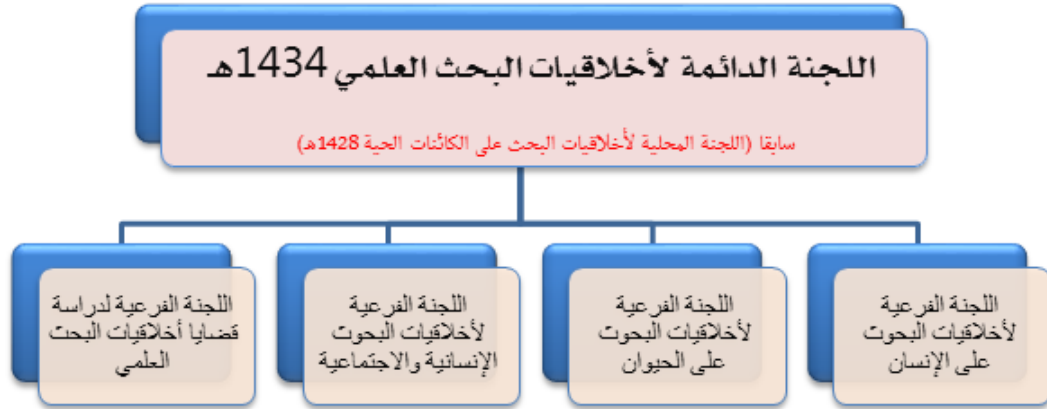 اللجنة الدائمة لأخلاقيات البحث العلمي 1434هـ
سابقا (اللجنة المحلية لأخلاقيات البحث على الكائنات الحية 1428هـ)
اللجنة الفرعية
لأخلاقيات البحوث
على الإنسان
اللجنة الفرعية
لأخلاقيات البحوث
على الحيوان
اللجنة الفرعية
لأخلاقيات البحوث
الإنسانية والاجتماعية
اللجنة الفرعية لدراسة
قضايا أخلاقيات البحث
العلمي